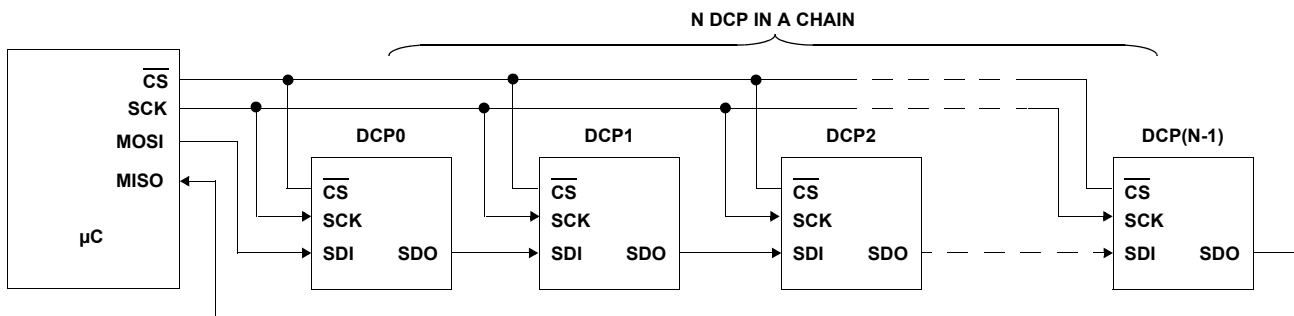 N DCP IN A CHAIN
CS
SCK
MOSI
MISO
µC
DCP0
CS
SCK
SDI SDO
DCP1
CS
SCK
SDI SDO
DCP2
CS
SCK
SDI SDO
DCP(N-1)
CS
SCK
SDI SDO